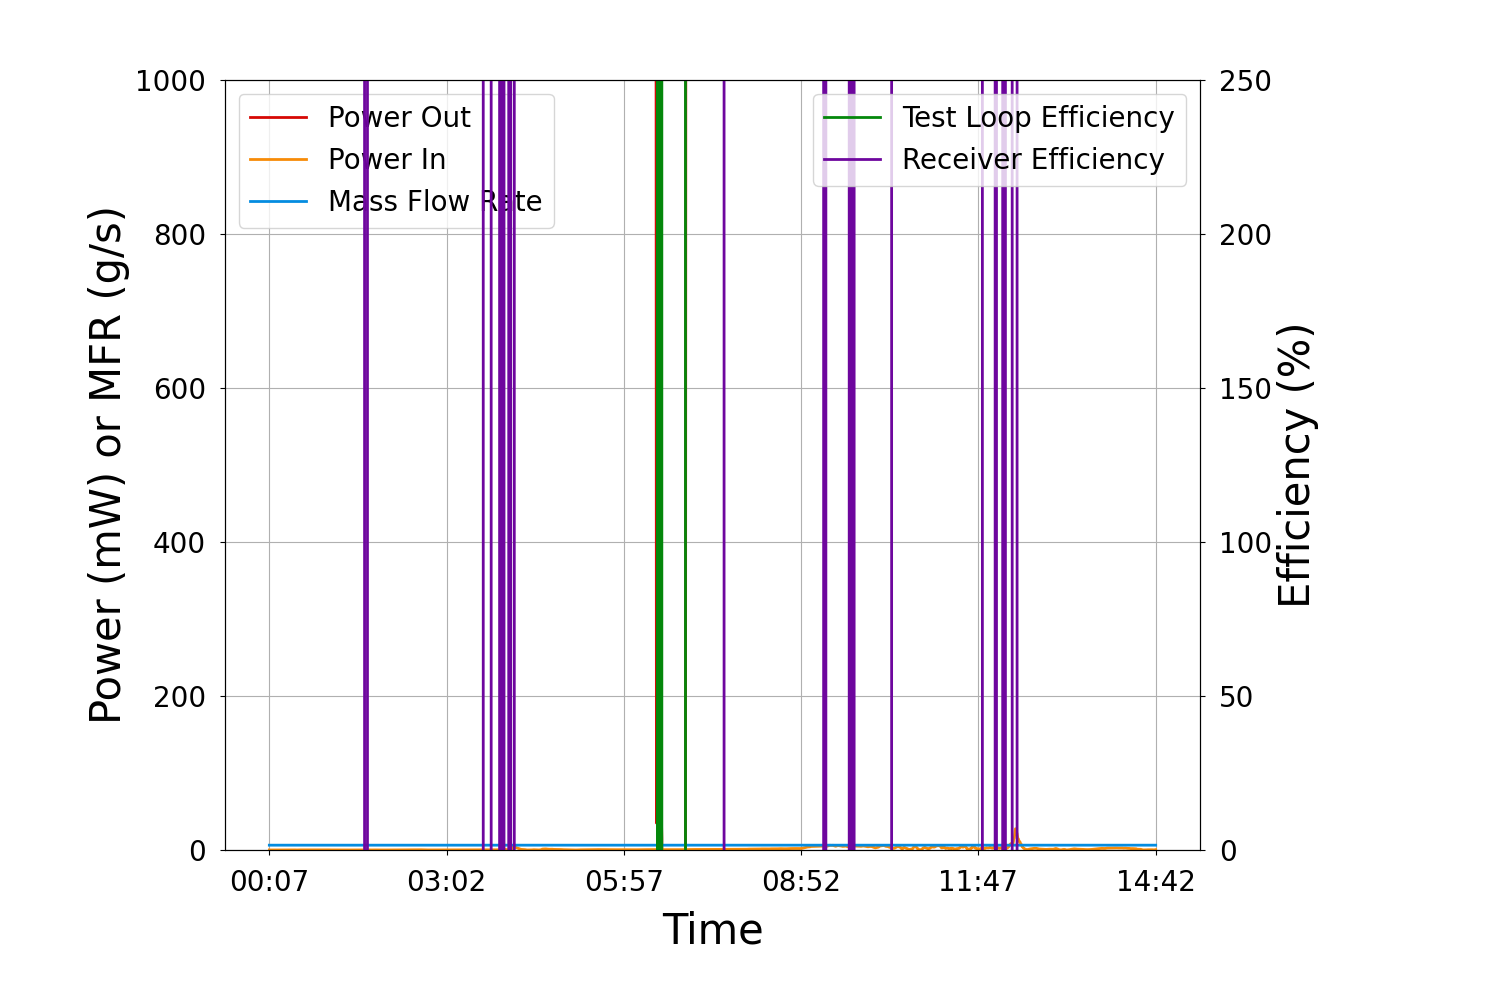 1000
800
600
400
200
0
Power (mW) or MFR (g/s)
Power Out
Power In
Mass Flow Rate
Test Loop Efficiency
Receiver Efficiency
250
200
150
100
50
0
Efficiency (%)
00:07 03:02 05:57 08:52 11:47 14:42
Time